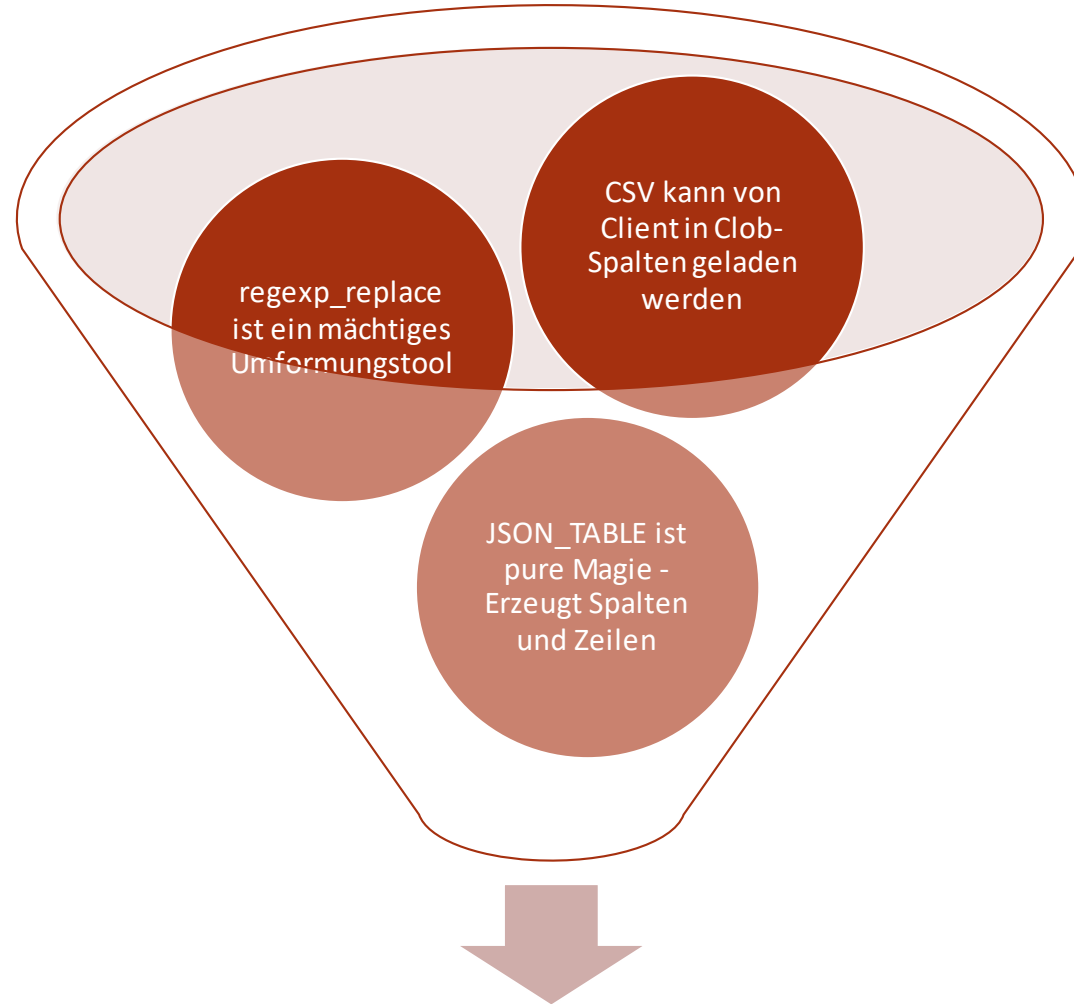 regexp_replace
ist ein mächtiges
Umformungstool
CSV kann von
Client in Clob-
Spalten geladen
werden
JSON_TABLE ist
pure Magie -
Erzeugt Spalten
und Zeilen